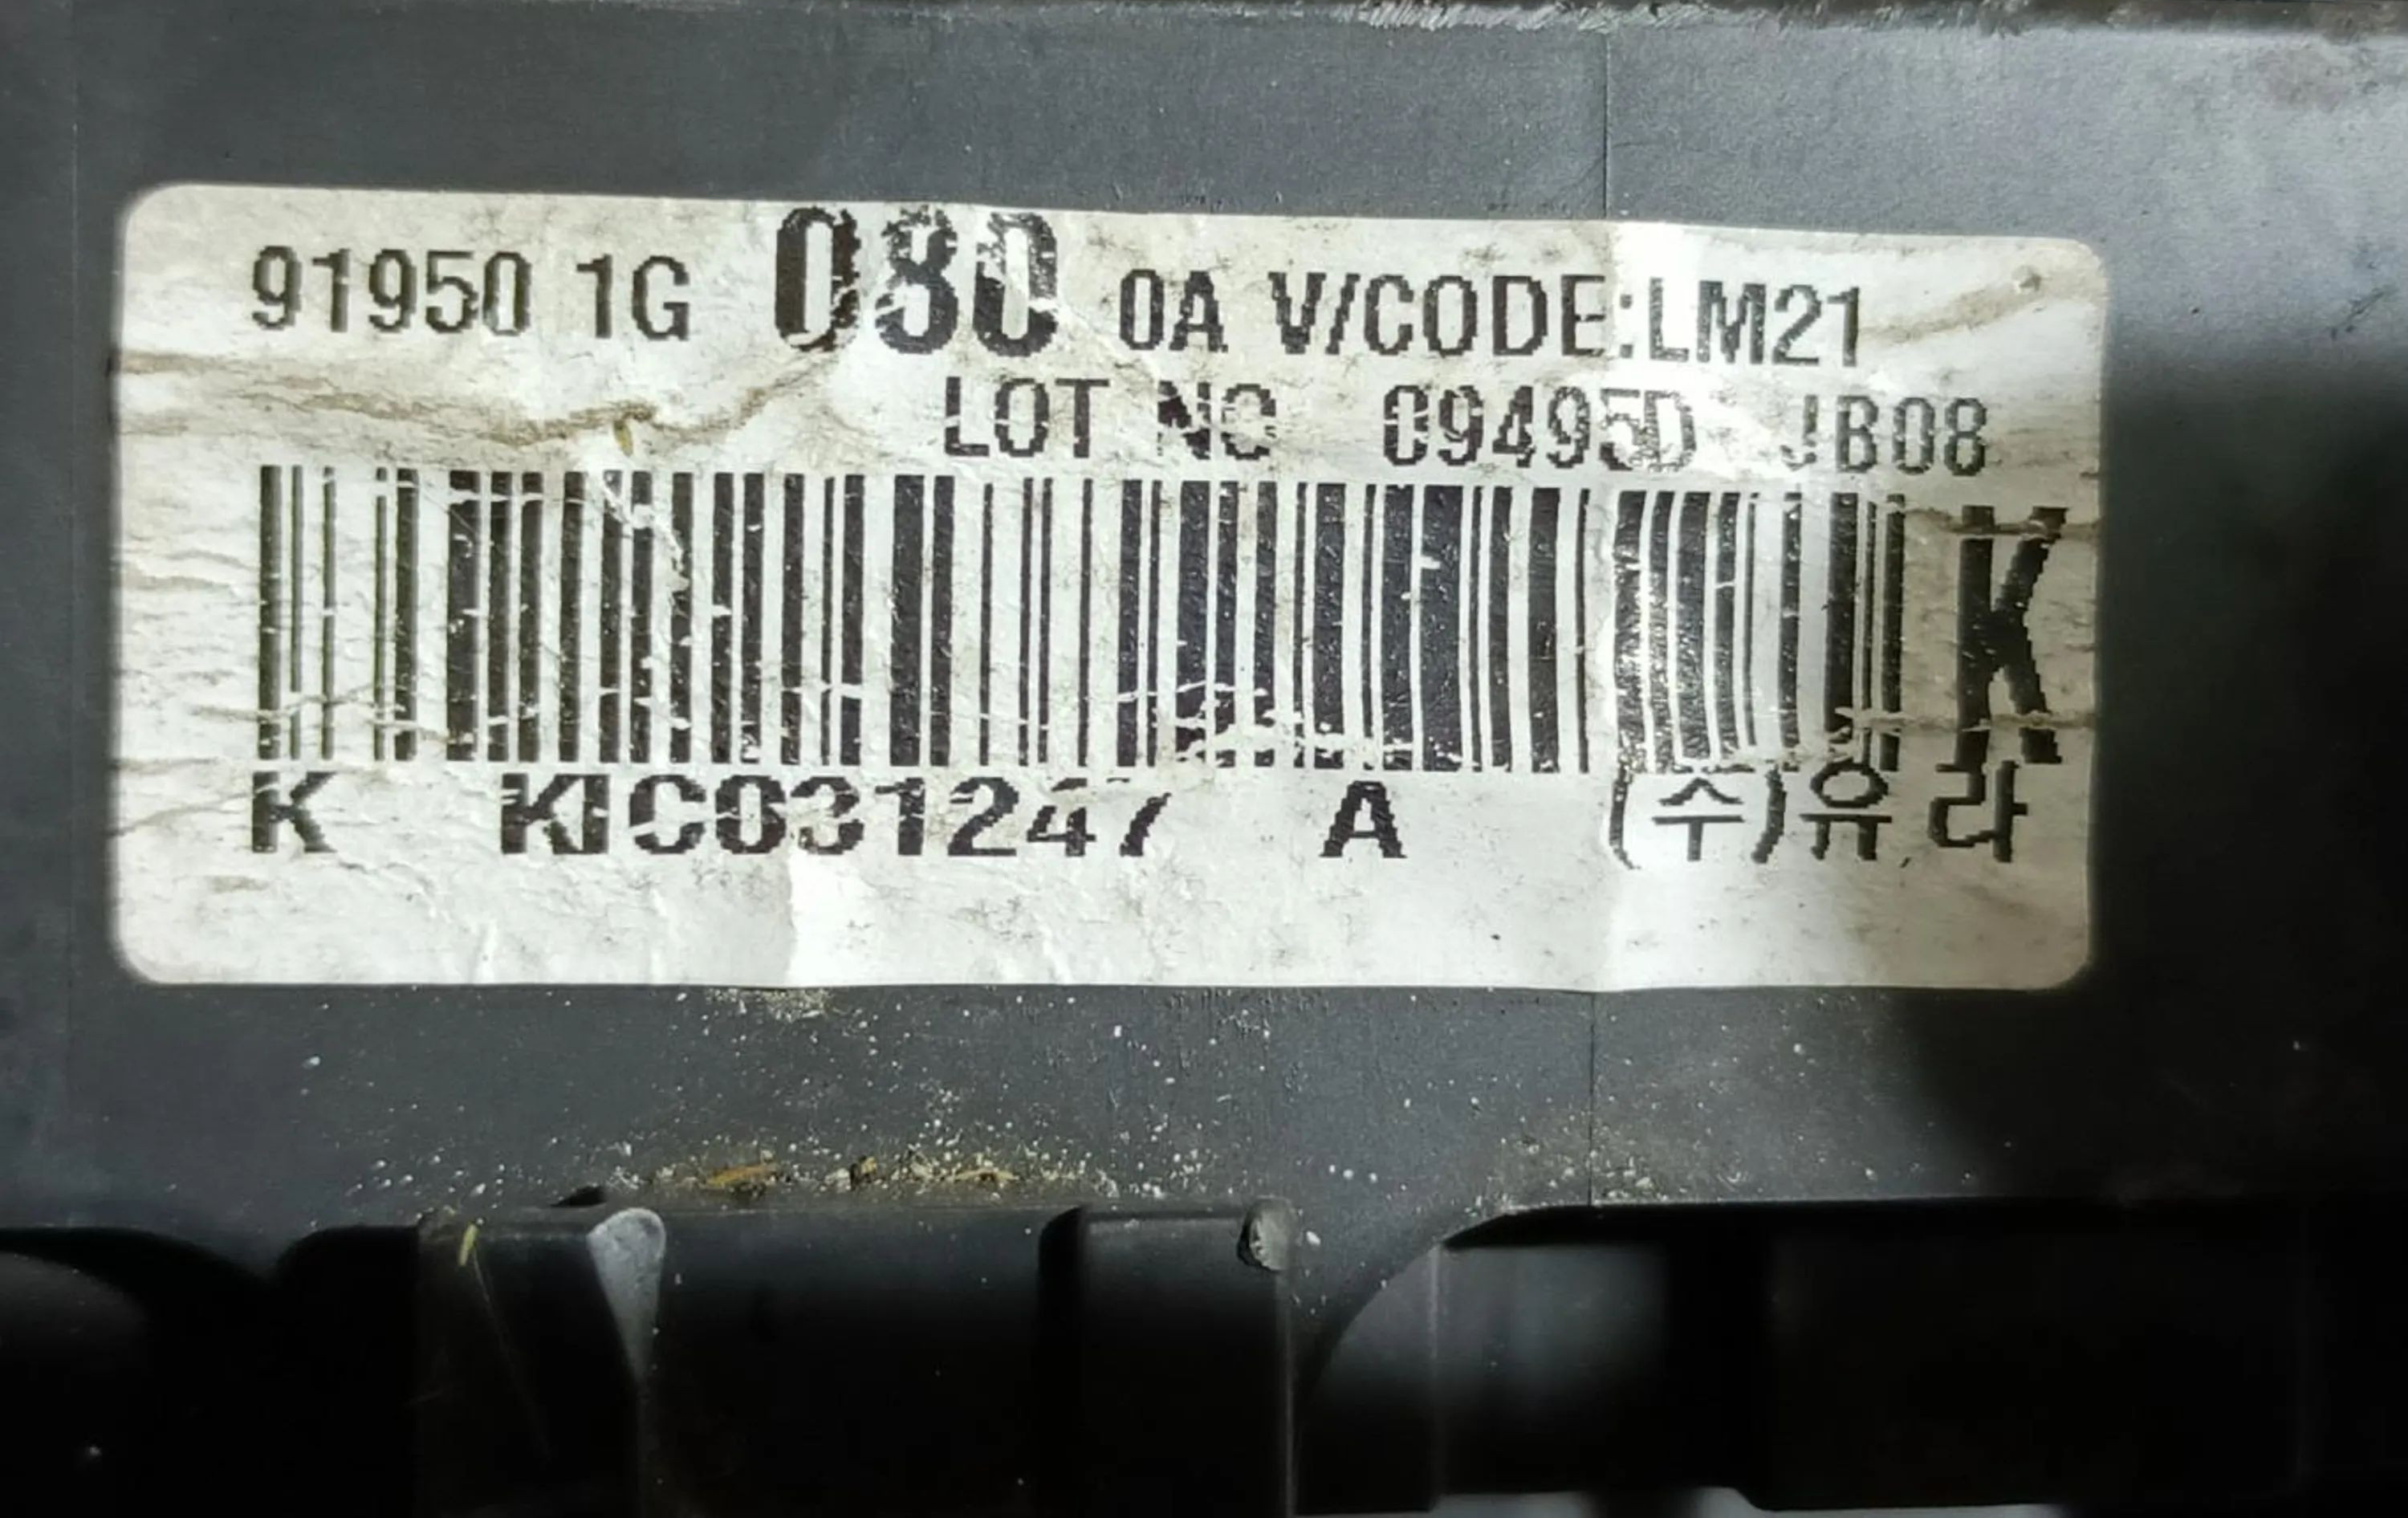 91950 1G 080 0A V/CODE:LM21
LOT NO 09495D JB08
K
K KIC031247 A (수)유라